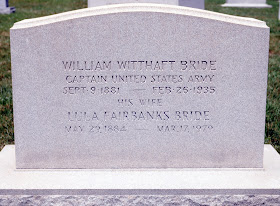 WILLIAM WITTHAFT BRIDE
CAPTAIN UNITED STATES ARMY
SEPT·9·1881 — FEB·26·1935
HIS WIFE
LULA FAIRBANKS BRIDE
MAY·29·1884 — MAR·17·1979